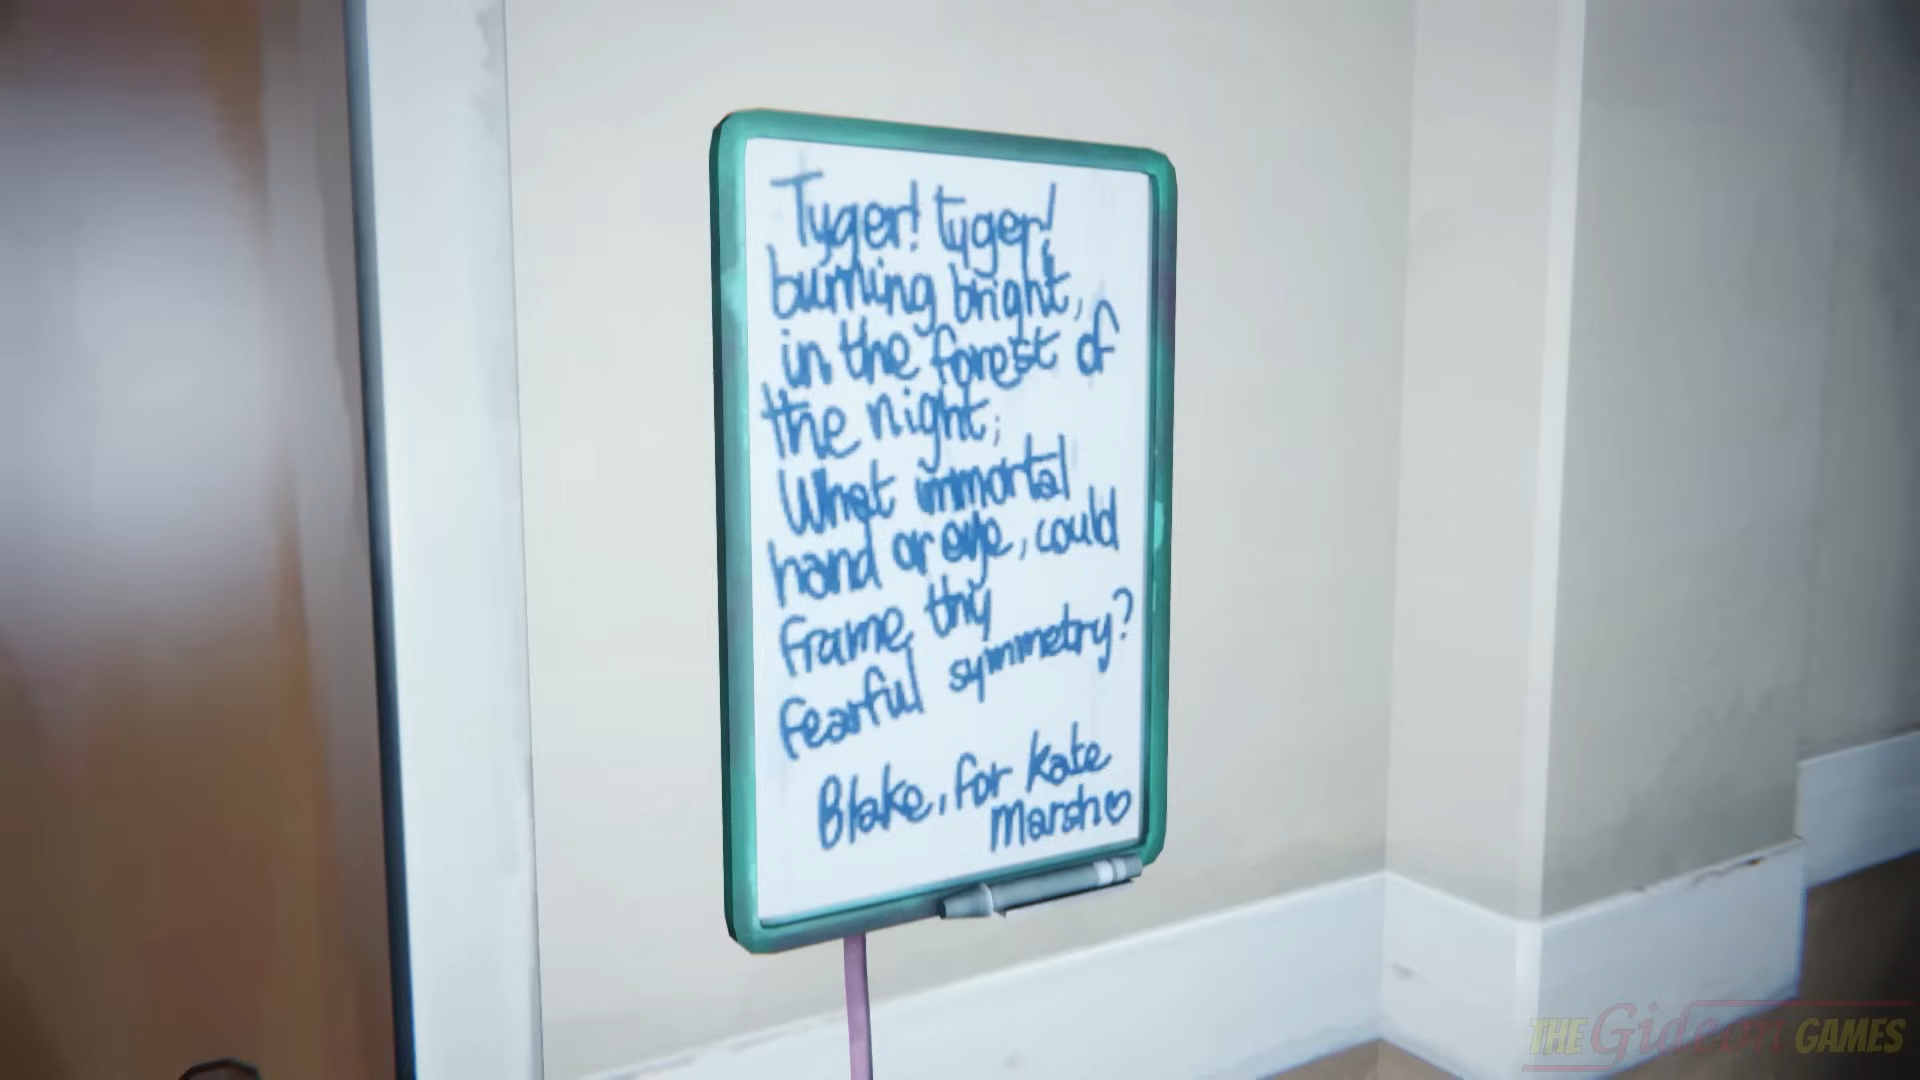 Tyger! tyger!
burning bright,
in the forest of
the night;
What immortal
hand or eye, could
frame thy
fearful symmetry?
Blake, for Kate
Marsh♡
THE Gideon GAMES